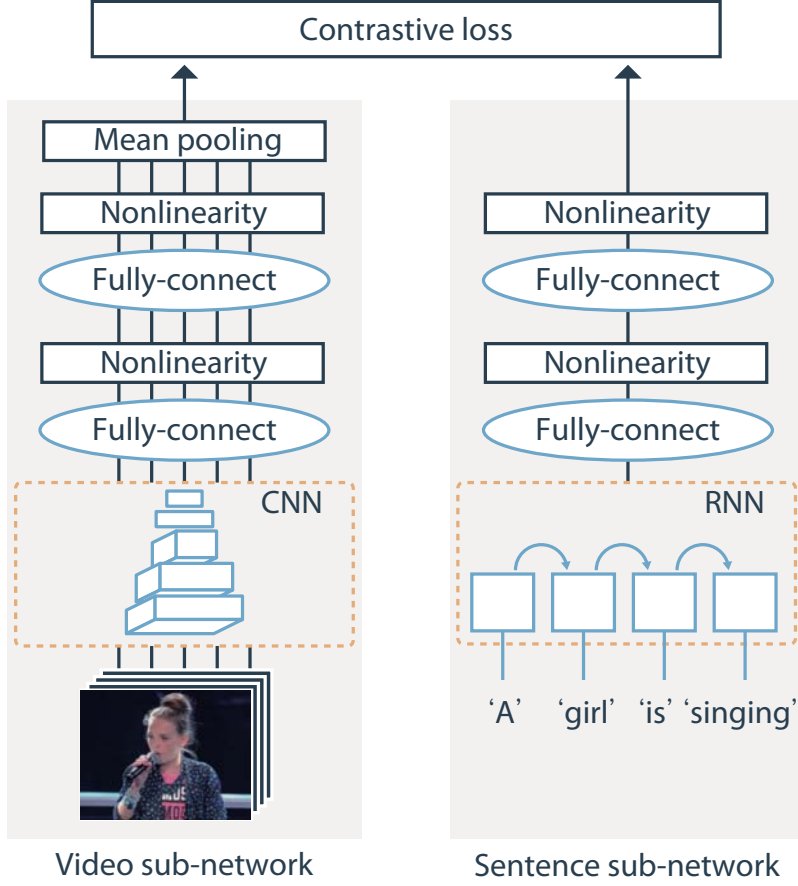 Contrastive loss
Mean pooling
Nonlinearity
Fully-connect
Nonlinearity
Fully-connect
CNN
Video sub-network
Nonlinearity
Fully-connect
Nonlinearity
Fully-connect
RNN
‘A’ ‘girl’ ‘is’ ‘singing’
Sentence sub-network